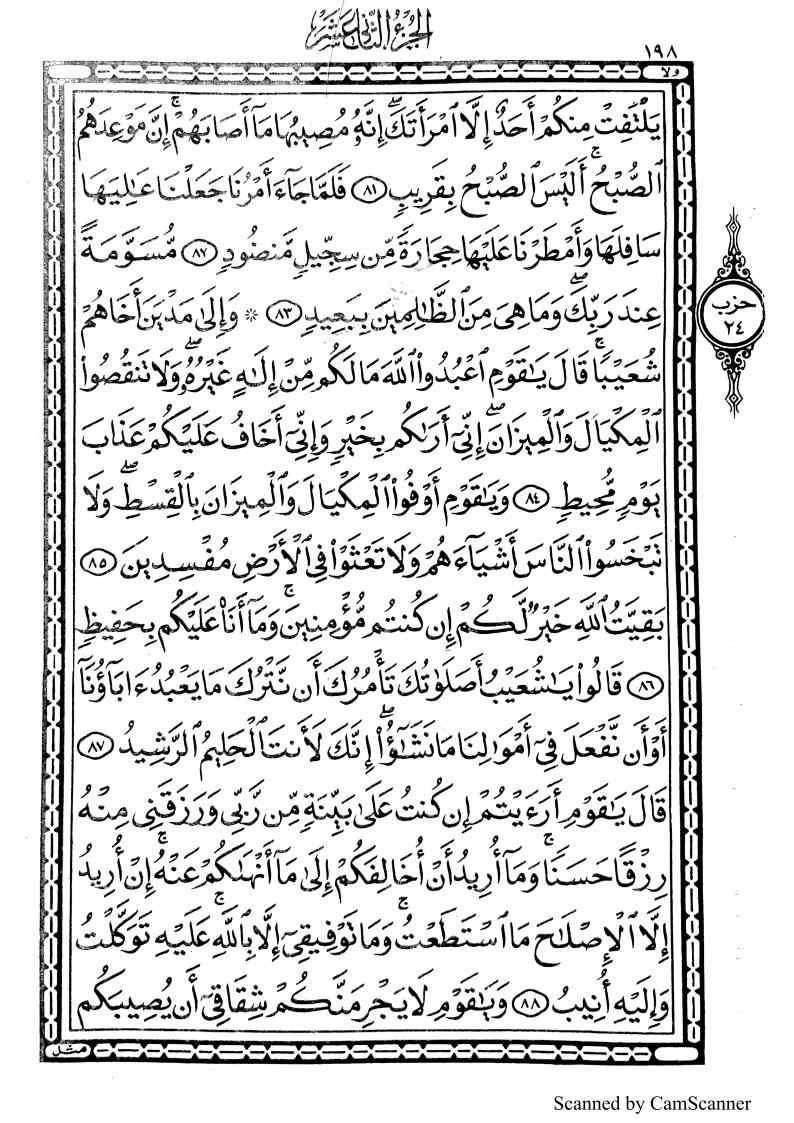 الجزء الثاني عشر
١٩٨
ولا
يَلْتَفِتْ مِنكُمْ أَحَدٌ إِلَّا ٱمْرَأَتَكَ ۖ إِنَّهُۥ مُصِيبُهَا مَآ أَصَابَهُمْ ۚ إِنَّ مَوْعِدَهُمُ
ٱلصُّبْحُ ۚ أَلَيْسَ ٱلصُّبْحُ بِقَرِيبٍ ٨١ فَلَمَّا جَآءَ أَمْرُنَا جَعَلْنَا عَٰلِيَهَا
سَافِلَهَا وَأَمْطَرْنَا عَلَيْهَا حِجَارَةً مِّن سِجِّيلٍ مَّنضُودٍ ٨٢ مُّسَوَّمَةً
عِندَ رَبِّكَ ۖ وَمَا هِىَ مِنَ ٱلظَّٰلِمِينَ بِبَعِيدٍ ٨٣ * وَإِلَىٰ مَدْيَنَ أَخَاهُمْ
شُعَيْبًا ۚ قَالَ يَٰقَوْمِ ٱعْبُدُوا۟ ٱللَّهَ مَا لَكُم مِّنْ إِلَٰهٍ غَيْرُهُۥ ۖ وَلَا تَنقُصُوا۟
ٱلْمِكْيَالَ وَٱلْمِيزَانَ ۖ إِنِّىٓ أَرَىٰكُم بِخَيْرٍ وَإِنِّىٓ أَخَافُ عَلَيْكُمْ عَذَابَ
يَوْمٍ مُّحِيطٍ ٨٤ وَيَٰقَوْمِ أَوْفُوا۟ ٱلْمِكْيَالَ وَٱلْمِيزَانَ بِٱلْقِسْطِ ۖ وَلَا
تَبْخَسُوا۟ ٱلنَّاسَ أَشْيَآءَهُمْ وَلَا تَعْثَوْا۟ فِى ٱلْأَرْضِ مُفْسِدِينَ ٨٥
بَقِيَّتُ ٱللَّهِ خَيْرٌ لَّكُمْ إِن كُنتُم مُّؤْمِنِينَ ۚ وَمَآ أَنَا۠ عَلَيْكُم بِحَفِيظٍ
٨٦ قَالُوا۟ يَٰشُعَيْبُ أَصَلَوٰتُكَ تَأْمُرُكَ أَن نَّتْرُكَ مَا يَعْبُدُ ءَابَآؤُنَآ
أَوْ أَن نَّفْعَلَ فِىٓ أَمْوَٰلِنَا مَا نَشَٰٓؤُا۟ ۖ إِنَّكَ لَأَنتَ ٱلْحَلِيمُ ٱلرَّشِيدُ ٨٧
قَالَ يَٰقَوْمِ أَرَءَيْتُمْ إِن كُنتُ عَلَىٰ بَيِّنَةٍ مِّن رَّبِّى وَرَزَقَنِى مِنْهُ
رِزْقًا حَسَنًا ۚ وَمَآ أُرِيدُ أَنْ أُخَالِفَكُمْ إِلَىٰ مَآ أَنْهَىٰكُمْ عَنْهُ ۚ إِنْ أُرِيدُ
إِلَّا ٱلْإِصْلَٰحَ مَا ٱسْتَطَعْتُ ۚ وَمَا تَوْفِيقِىٓ إِلَّا بِٱللَّهِ ۚ عَلَيْهِ تَوَكَّلْتُ
وَإِلَيْهِ أُنِيبُ ٨٨ وَيَٰقَوْمِ لَا يَجْرِمَنَّكُمْ شِقَاقِىٓ أَن يُصِيبَكُم
مثل
حزب
٢٤
Scanned by CamScanner